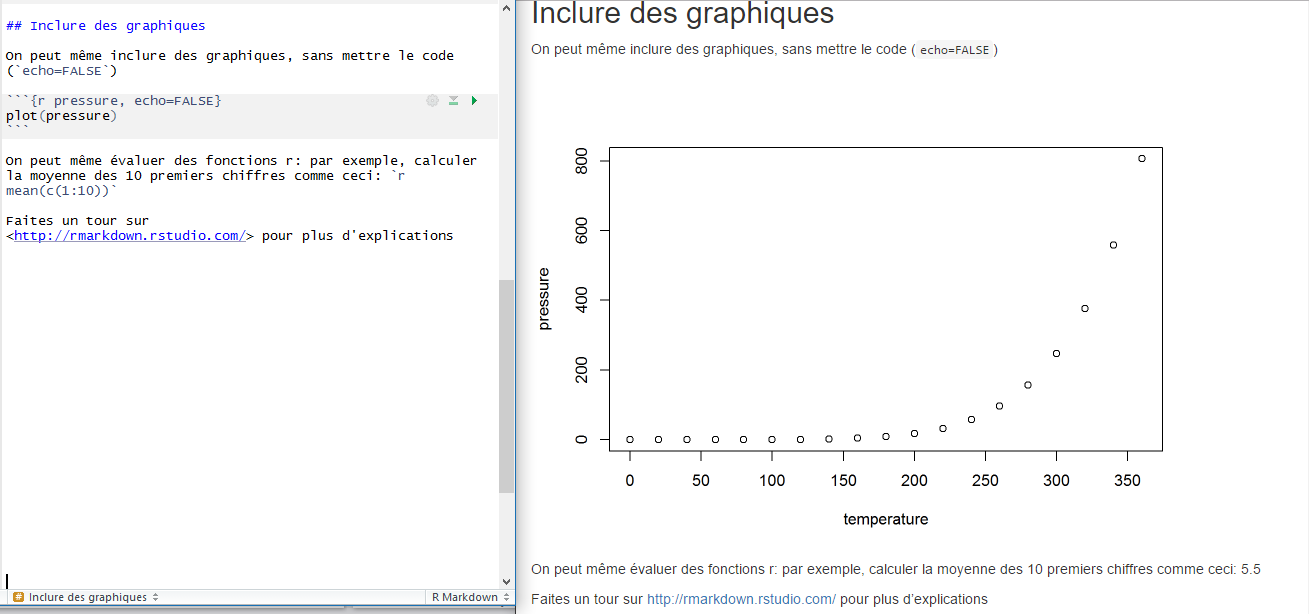 ## Inclure des graphiques
On peut même inclure des graphiques, sans mettre le code
(`echo=FALSE`)
```{r pressure, echo=FALSE}
plot(pressure)
```
On peut même évaluer des fonctions r: par exemple, calculer
la moyenne des 10 premiers chiffres comme ceci: `r
mean(c(1:10))`
Faites un tour sur
<http://rmarkdown.rstudio.com/> pour plus d'explications
# Inclure des graphiques
R Markdown
Inclure des graphiques
On peut même inclure des graphiques, sans mettre le code ( echo=FALSE )
800
600
400
200
0
pressure
0 50 100 150 200 250 300 350
temperature
On peut même évaluer des fonctions r: par exemple, calculer la moyenne des 10 premiers chiffres comme ceci: 5.5
Faites un tour sur http://rmarkdown.rstudio.com/ pour plus d’explications